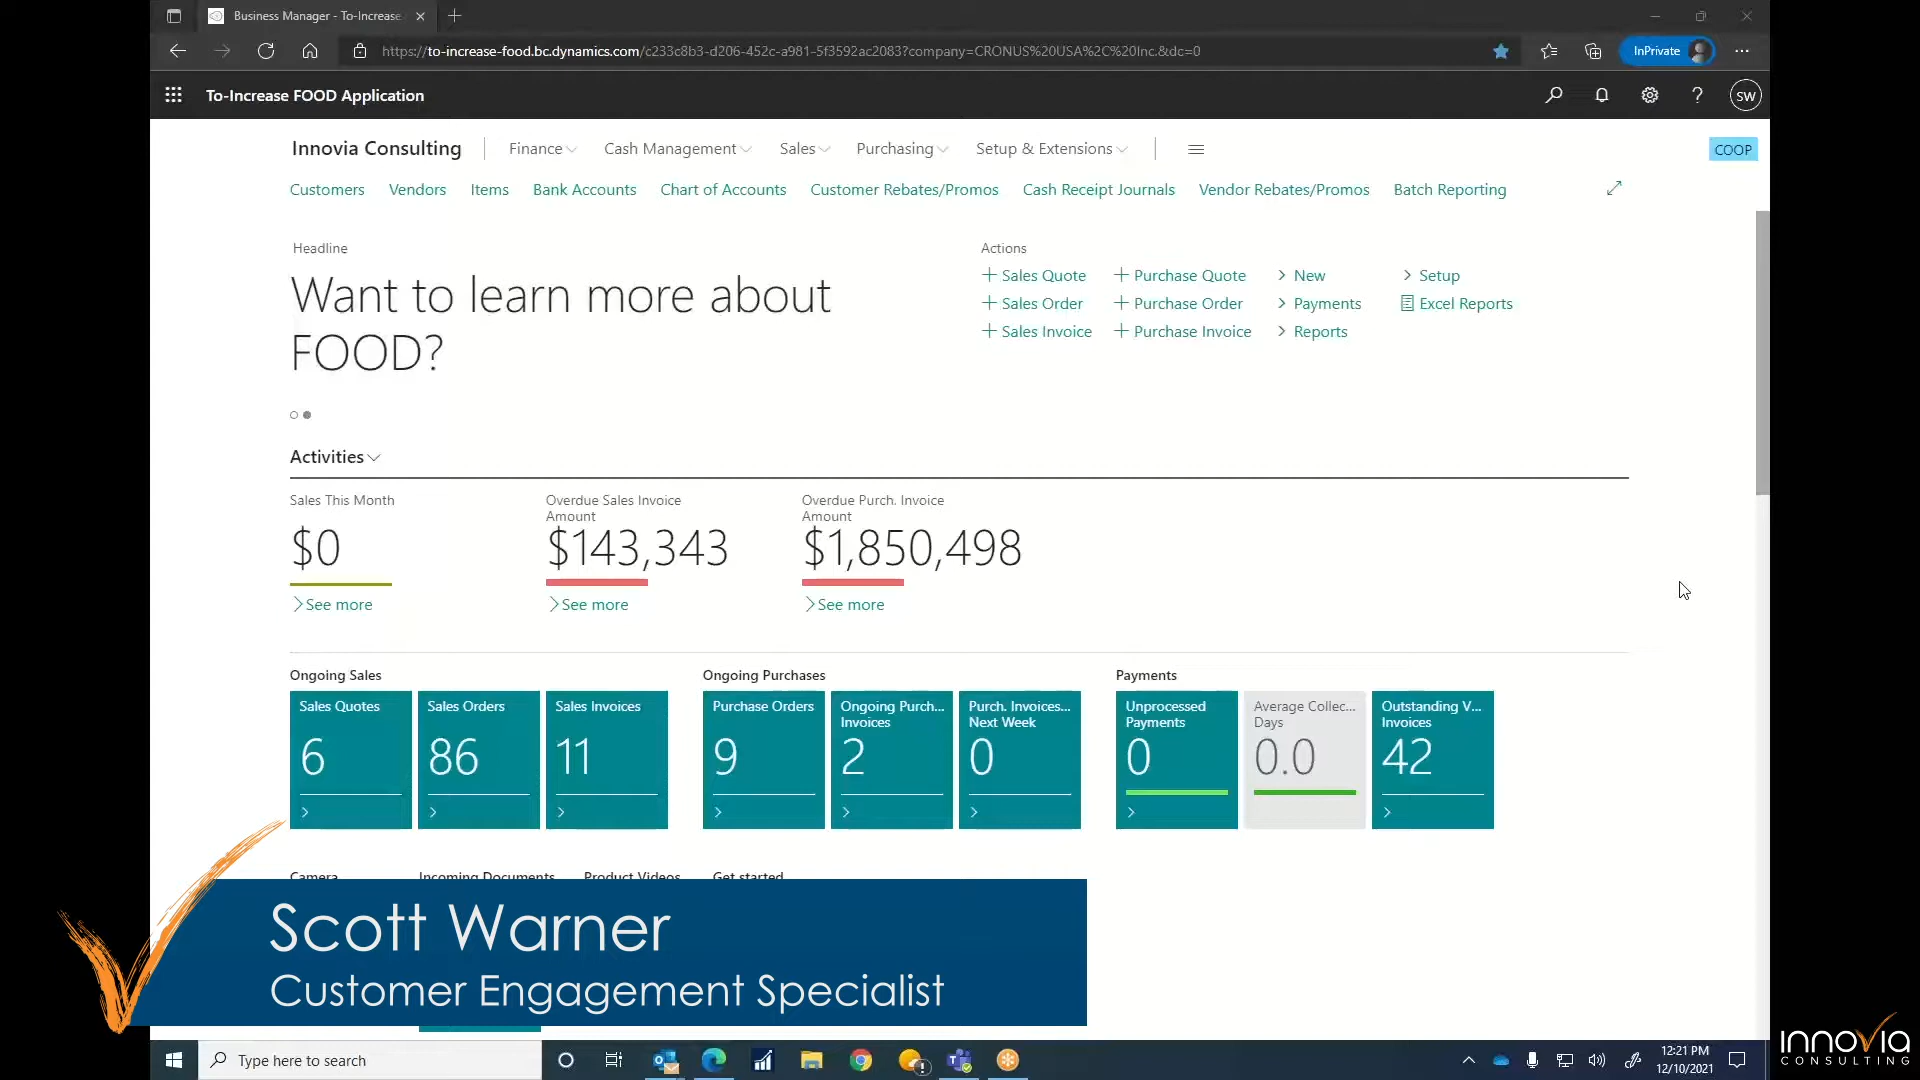 Business Manager - To-Increase
https://to-increase-food.bc.dynamics.com/c233c8b3-d206-452c-a981-5f3592ac2083?company=CRONUS%20USA%2C%20Inc.&dc=0
InPrivate
To-Increase FOOD Application
SW
Innovia Consulting
Finance
Cash Management
Sales
Purchasing
Setup & Extensions
COOP
Customers
Vendors
Items
Bank Accounts
Chart of Accounts
Customer Rebates/Promos
Cash Receipt Journals
Vendor Rebates/Promos
Batch Reporting
Headline
Want to learn more about
FOOD?
Actions
Sales Quote
Purchase Quote
New
Setup
Sales Order
Purchase Order
Payments
Excel Reports
Sales Invoice
Purchase Invoice
Reports
Activities
Sales This Month
$0
See more
Overdue Sales Invoice
Amount
$143,343
See more
Overdue Purch. Invoice
Amount
$1,850,498
See more
Ongoing Sales
Sales Quotes
6
Sales Orders
86
Sales Invoices
11
Ongoing Purchases
Purchase Orders
9
Ongoing Purch...
Invoices
2
Purch. Invoices...
Next Week
0
Payments
Unprocessed
Payments
0
Average Collec...
Days
0.0
Outstanding V...
Invoices
42
Camera
Incoming Documents
Product Videos
Get started
Scott Warner
Customer Engagement Specialist
Type here to search
12:21 PM
12/10/2021
innovia
CONSULTING